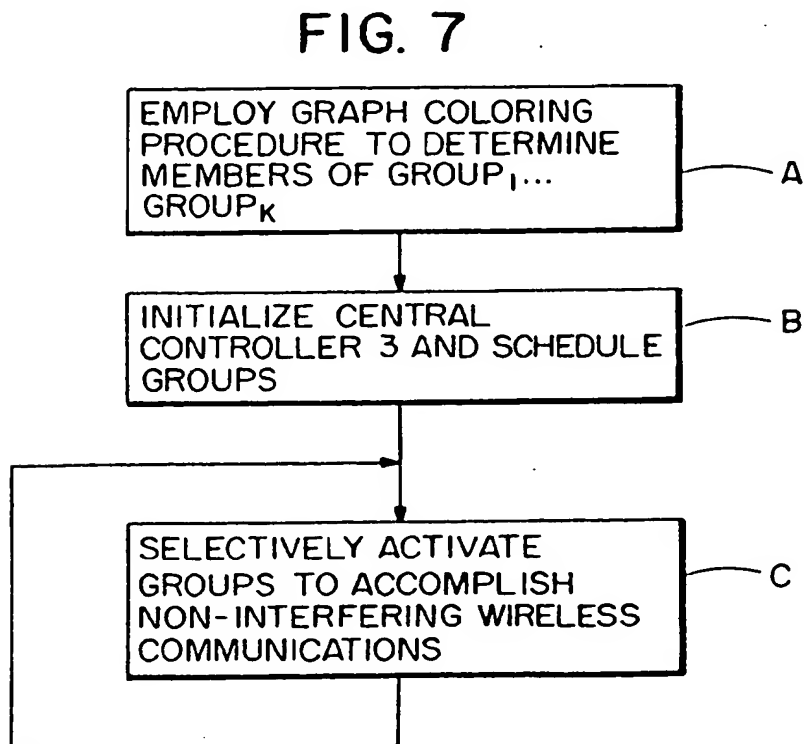 FIG. 7
EMPLOY GRAPH COLORING
PROCEDURE TO DETERMINE
MEMBERS OF GROUP₁...
GROUP_K
A
INITIALIZE CENTRAL
CONTROLLER 3 AND SCHEDULE
GROUPS
B
SELECTIVELY ACTIVATE
GROUPS TO ACCOMPLISH
NON-INTERFERING WIRELESS
COMMUNICATIONS
C